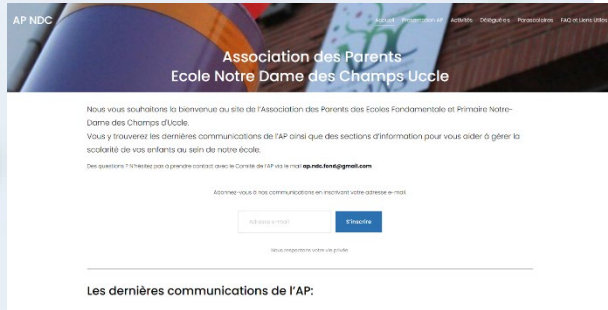 AP NDC
Accueil Présentation AP Activités Délégué•es Parascolaires FAQ et Liens Utiles
Association des Parents
Ecole Notre Dame des Champs Uccle
Nous vous souhaitons la bienvenue au site de l'Association des Parents des Ecoles Fondamentale et Primaire Notre-
Dame des Champs d'Uccle.
Vous y trouverez les dernières communications de l'AP ainsi que des sections d'information pour vous aider à gérer la
scolarité de vos enfants au sein de notre école.
Des questions ? N'hésitez pas à prendre contact avec le Comité de l'AP via le mail ap.ndc.fond@gmail.com
Abonnez-vous à nos communications en inscrivant votre adresse e-mail.
Adresse e-mail
S'inscrire
Nous respectons votre vie privée.
Les dernières communications de l'AP: